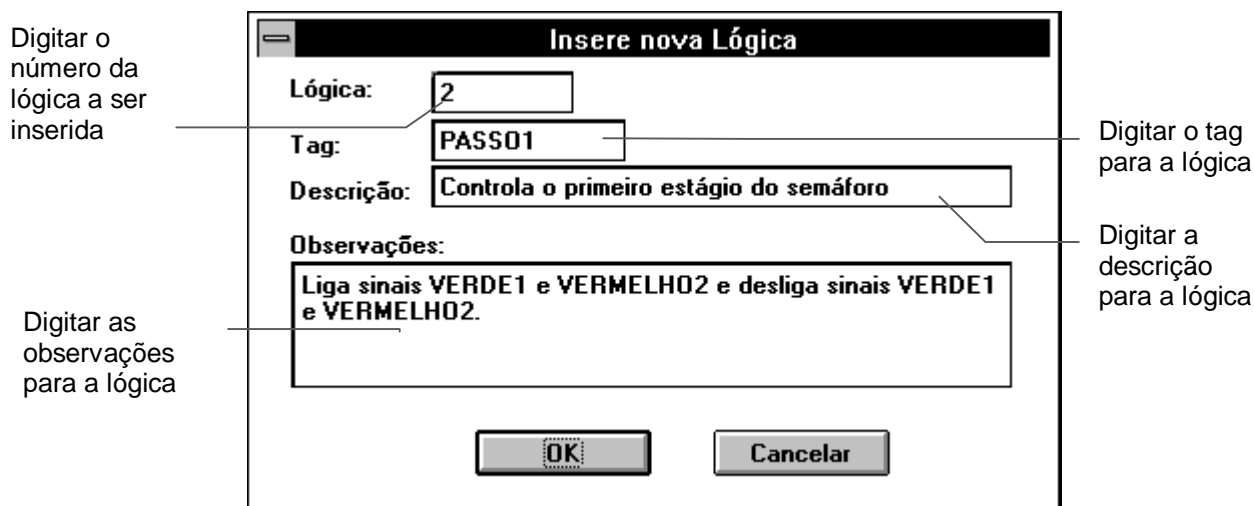 Digitar o
número da
lógica a ser
inserida
Insere nova Lógica
Lógica:
2
Tag:
PASSO1
Digitar o tag
para a lógica
Descrição:
Controla o primeiro estágio do semáforo
Digitar a
descrição
para a lógica
Observações:
Liga sinais VERDE1 e VERMELHO2 e desliga sinais VERDE1
e VERMELHO2.
Digitar as
observações
para a lógica
OK
Cancelar